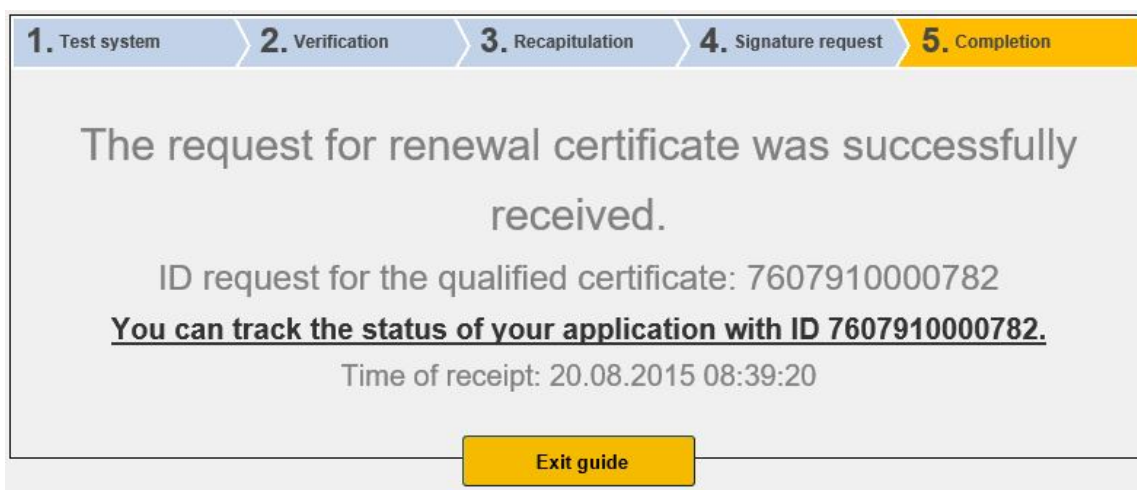 1. Test system
2. Verification
3. Recapitulation
4. Signature request
5. Completion
The request for renewal certificate was successfully
received.
ID request for the qualified certificate: 7607910000782
You can track the status of your application with ID 7607910000782.
Time of receipt: 20.08.2015 08:39:20
Exit guide